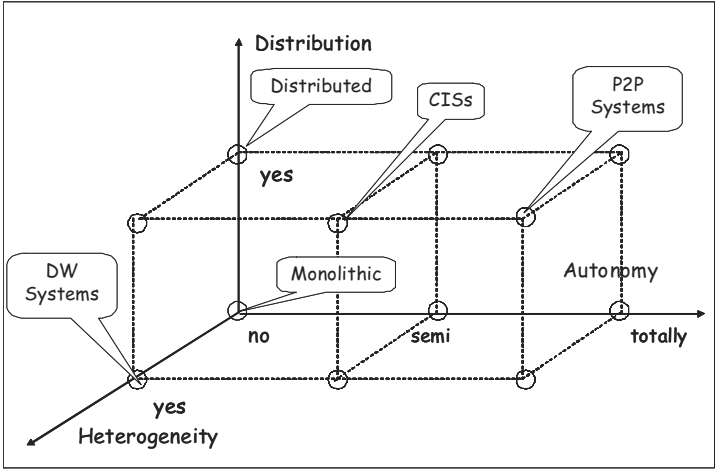 Distribution
Distributed
CISs
P2P
Systems
yes
DW
Systems
Monolithic
Autonomy
no
semi
totally
yes
Heterogeneity